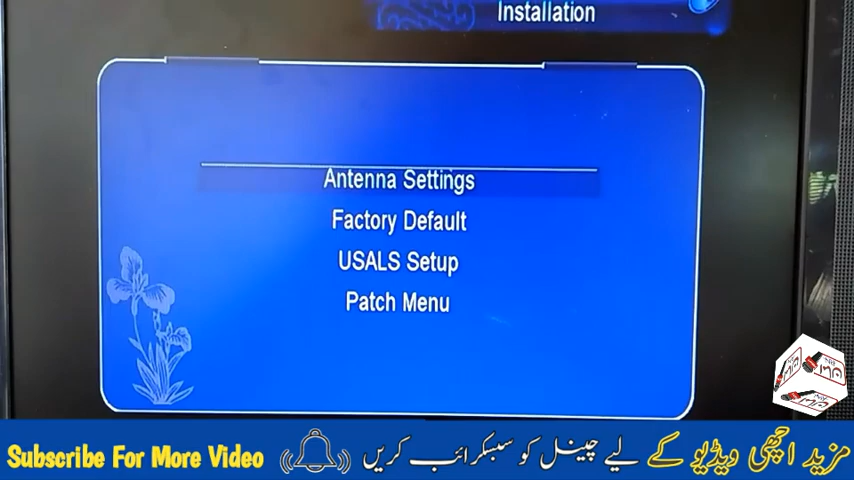 Installation
Antenna Settings
Factory Default
USALS Setup
Patch Menu
Subscribe For More Video
مزید اچھی ویڈیو کے لیے چینل کو سبسکرائب کریں